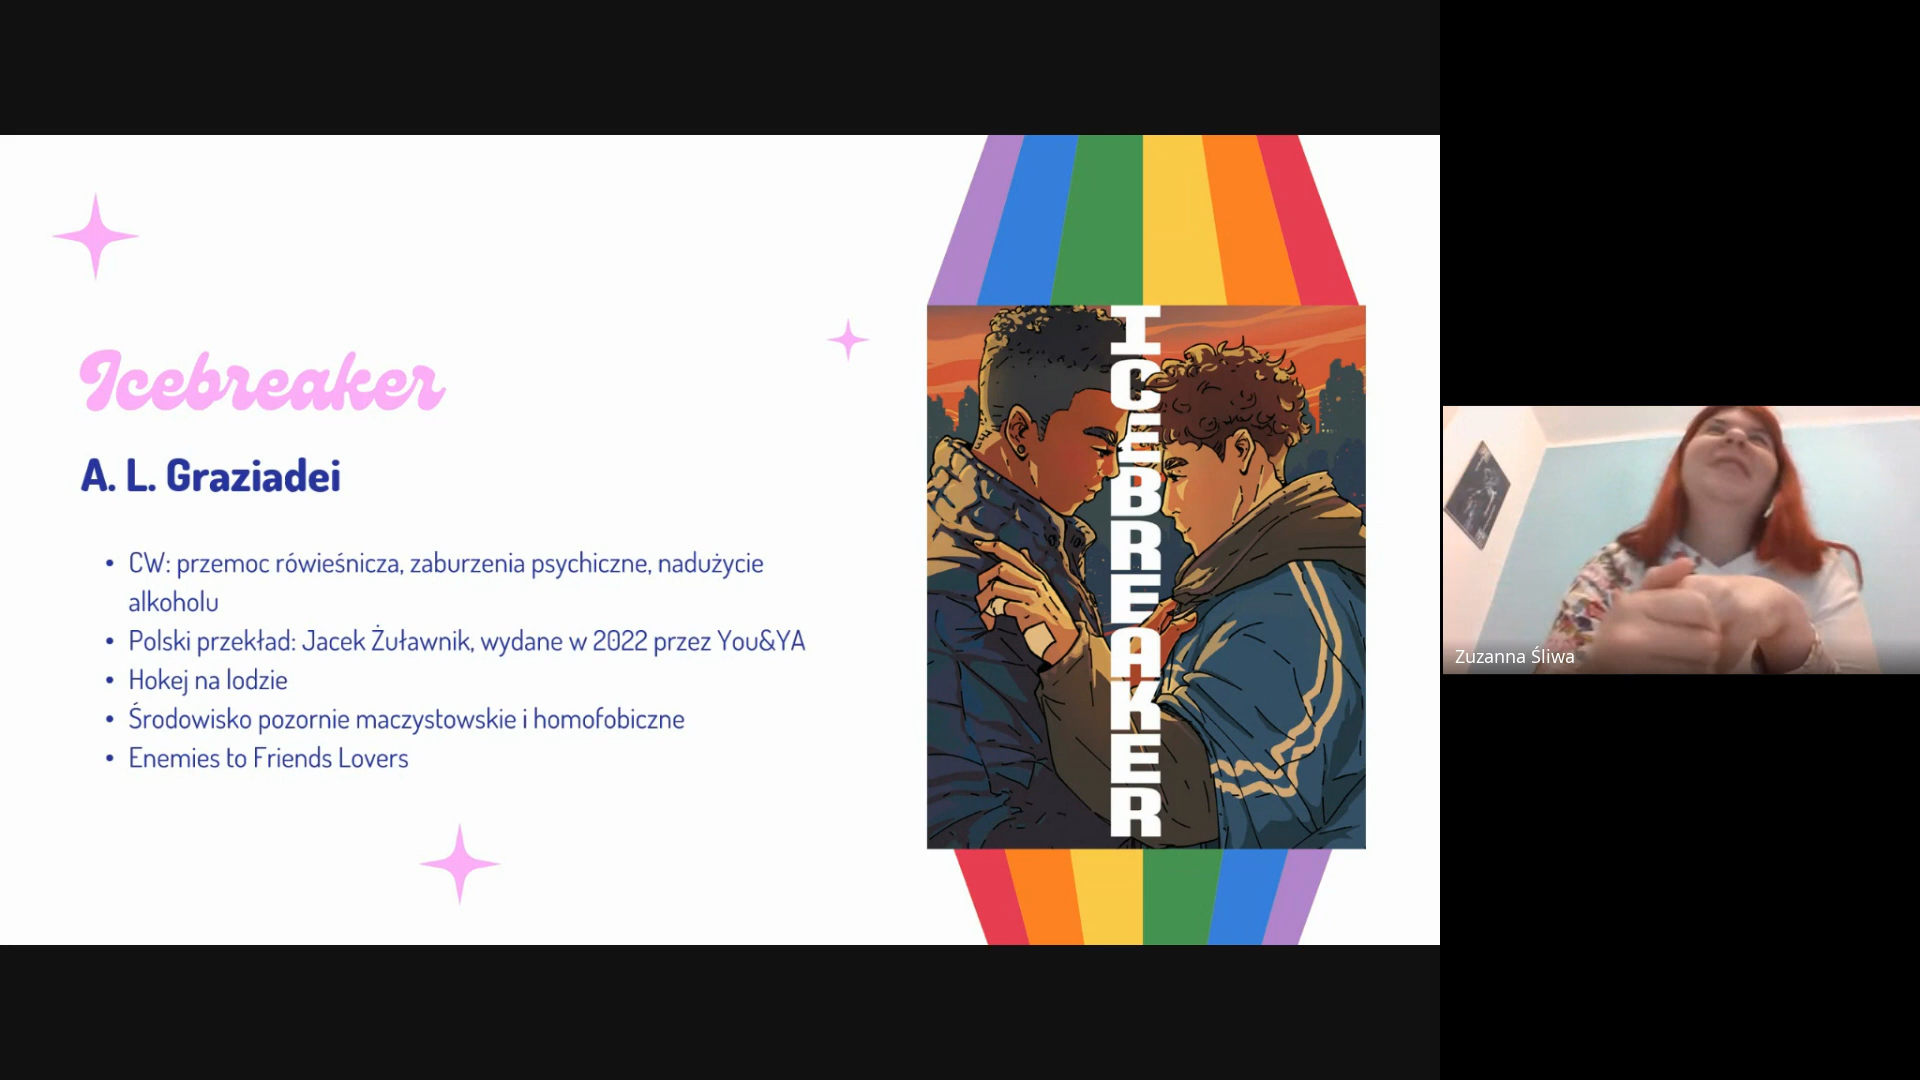 Icebreaker
A. L. Graziadei
• CW: przemoc rówieśnicza, zaburzenia psychiczne, nadużycie
alkoholu
• Polski przekład: Jacek Żuławnik, wydane w 2022 przez You&YA
• Hokej na lodzie
• Środowisko pozornie maczystowskie i homofobiczne
• Enemies to Friends Lovers
ICEBREAKER
Zuzanna Śliwa